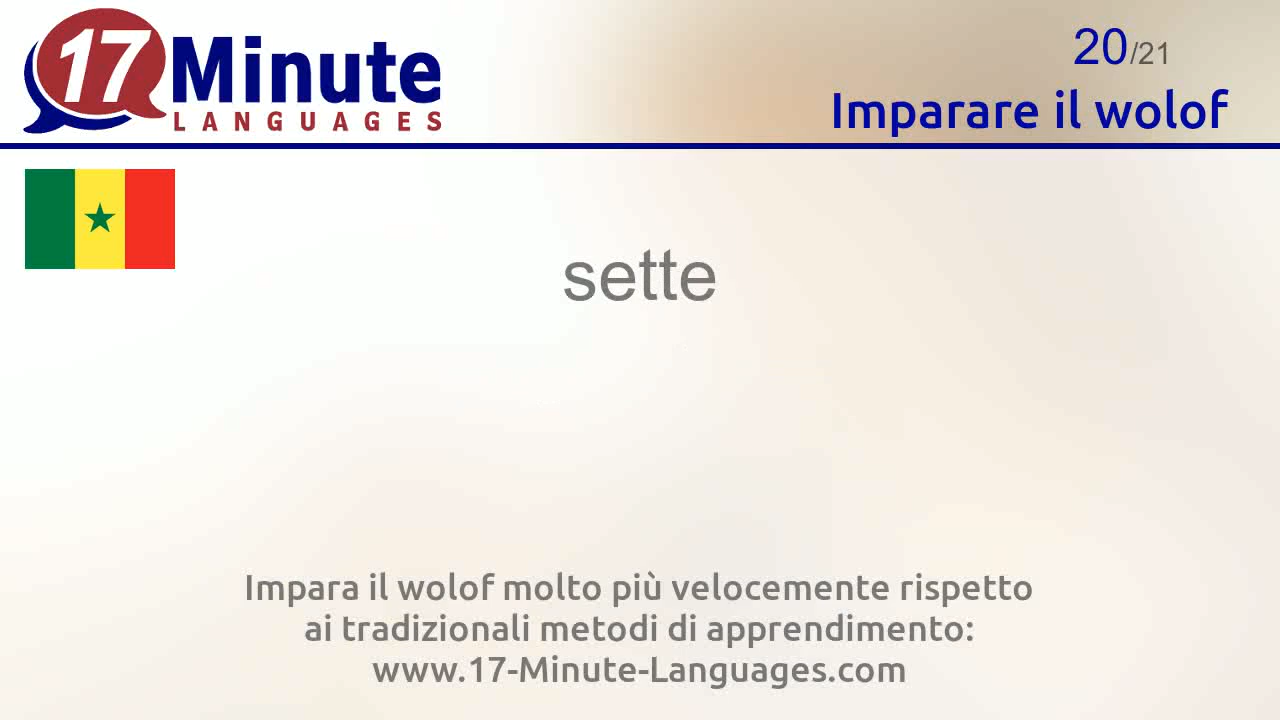 17 Minute
LANGUAGES
20/21
Imparare il wolof
sette
Impara il wolof molto più velocemente rispetto
ai tradizionali metodi di apprendimento:
www.17-Minute-Languages.com